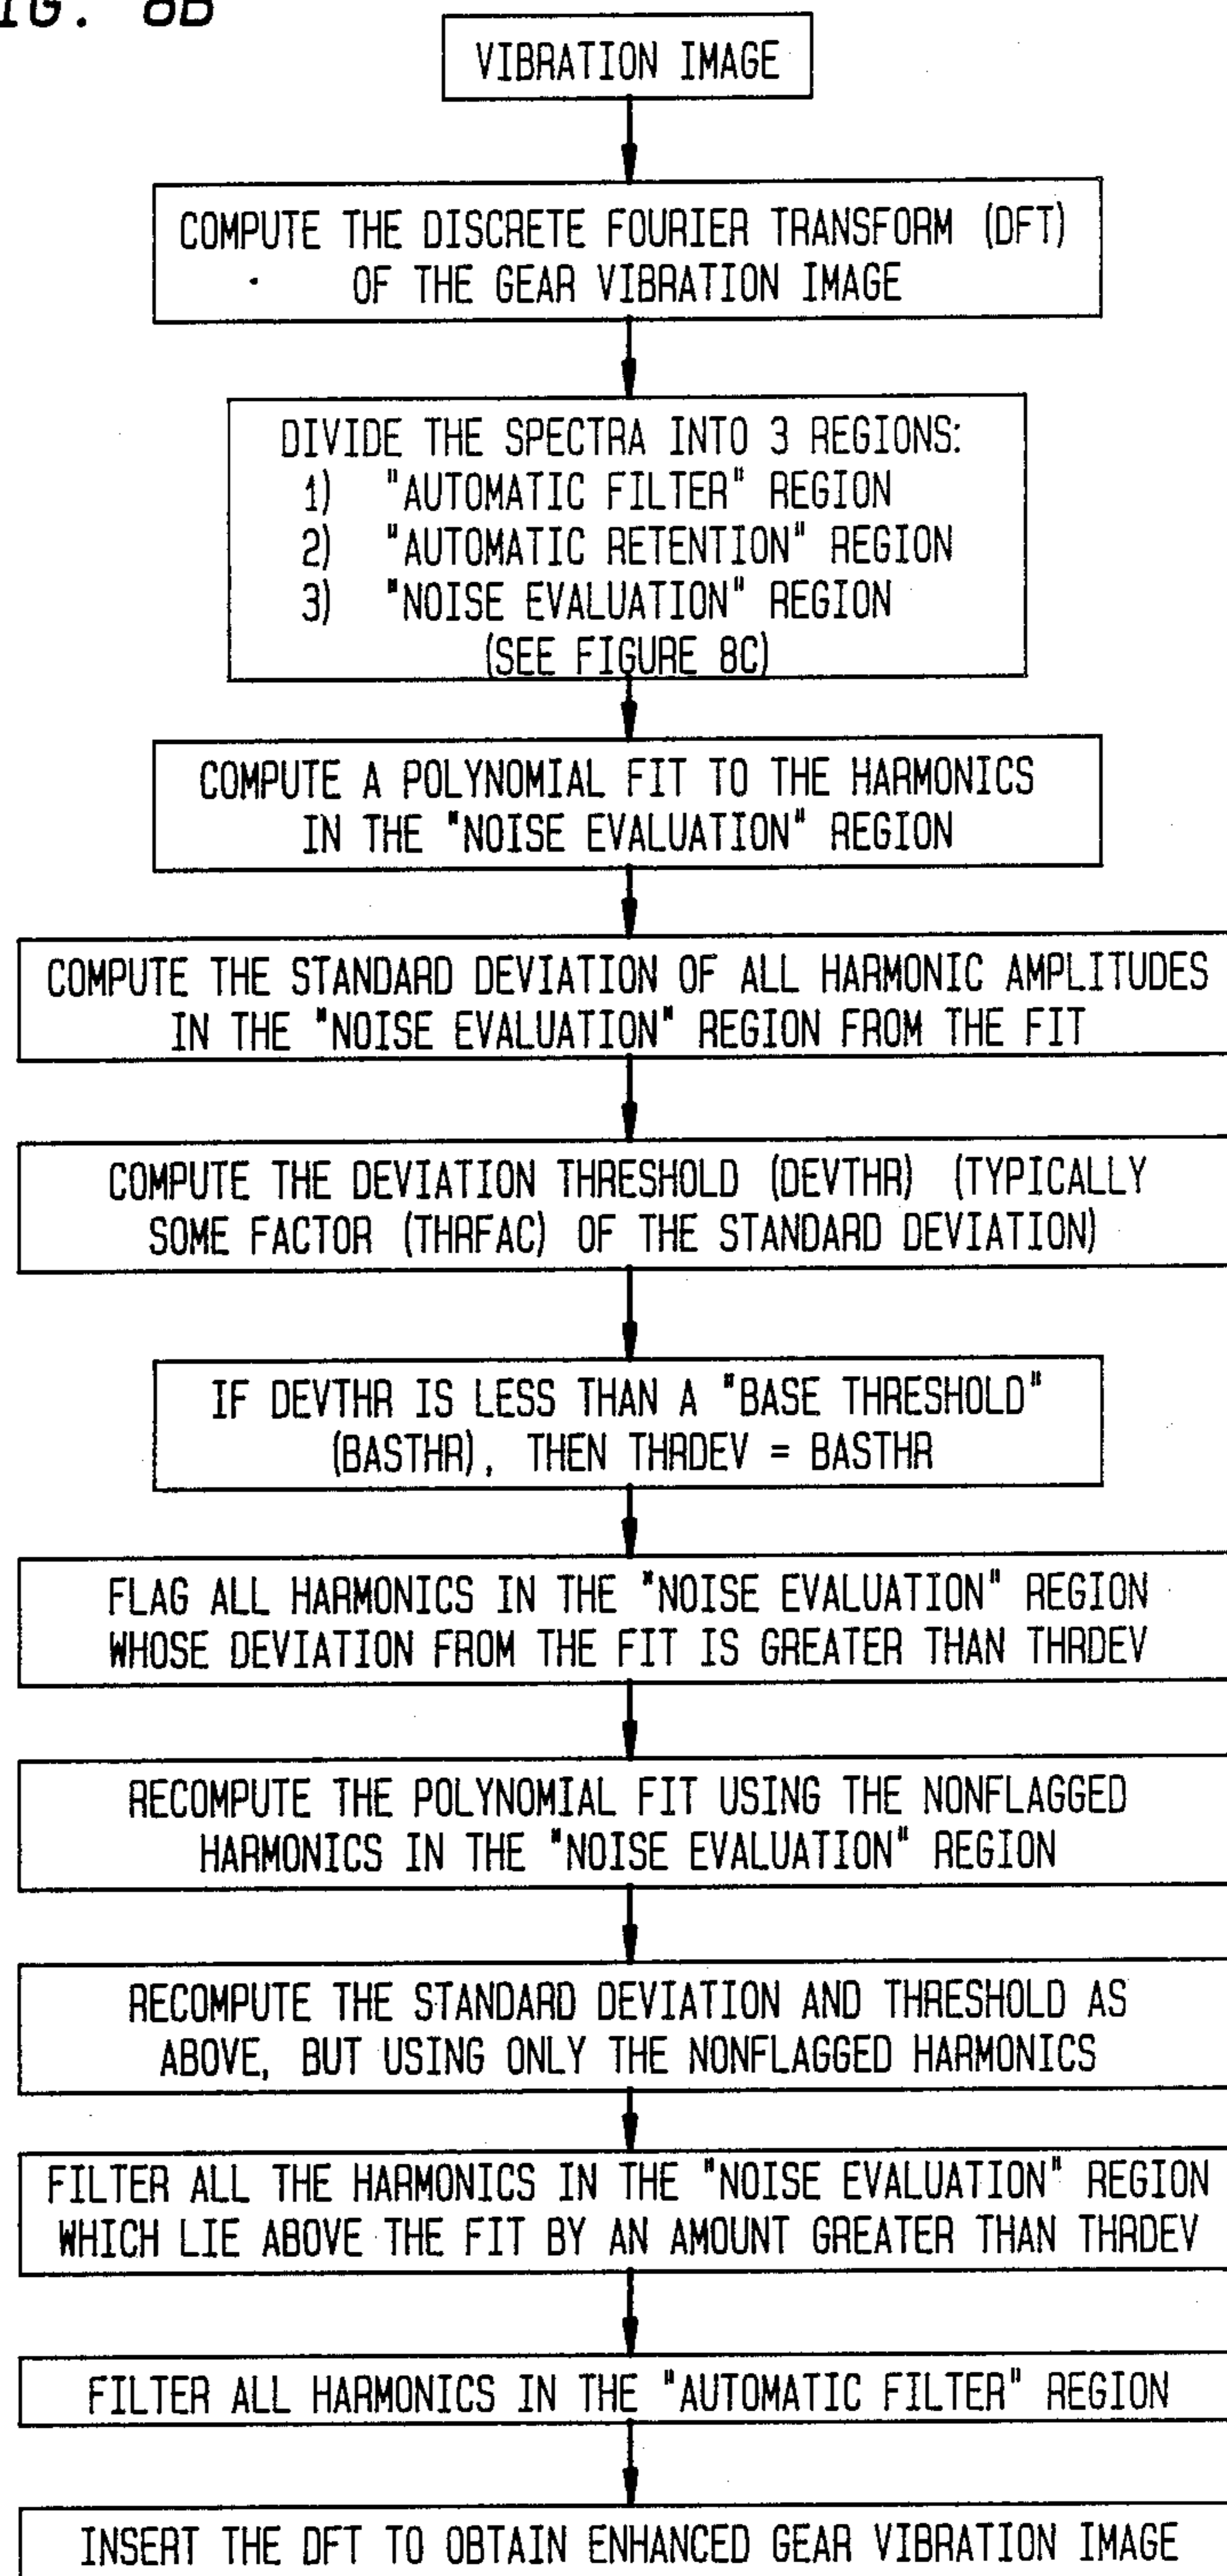 FIG. 8B
VIBRATION IMAGE
COMPUTE THE DISCRETE FOURIER TRANSFORM (DFT)
OF THE GEAR VIBRATION IMAGE
DIVIDE THE SPECTRA INTO 3 REGIONS:
1) "AUTOMATIC FILTER" REGION
2) "AUTOMATIC RETENTION" REGION
3) "NOISE EVALUATION" REGION
(SEE FIGURE 8C)
COMPUTE A POLYNOMIAL FIT TO THE HARMONICS
IN THE "NOISE EVALUATION" REGION
COMPUTE THE STANDARD DEVIATION OF ALL HARMONIC AMPLITUDES
IN THE "NOISE EVALUATION" REGION FROM THE FIT
COMPUTE THE DEVIATION THRESHOLD (DEVTHR) (TYPICALLY
SOME FACTOR (THRFAC) OF THE STANDARD DEVIATION)
IF DEVTHR IS LESS THAN A "BASE THRESHOLD"
(BASTHR), THEN THRDEV = BASTHR
FLAG ALL HARMONICS IN THE "NOISE EVALUATION" REGION
WHOSE DEVIATION FROM THE FIT IS GREATER THAN THRDEV
RECOMPUTE THE POLYNOMIAL FIT USING THE NONFLAGGED
HARMONICS IN THE "NOISE EVALUATION" REGION
RECOMPUTE THE STANDARD DEVIATION AND THRESHOLD AS
ABOVE, BUT USING ONLY THE NONFLAGGED HARMONICS
FILTER ALL THE HARMONICS IN THE "NOISE EVALUATION" REGION
WHICH LIE ABOVE THE FIT BY AN AMOUNT GREATER THAN THRDEV
FILTER ALL HARMONICS IN THE "AUTOMATIC FILTER" REGION
INSERT THE DFT TO OBTAIN ENHANCED GEAR VIBRATION IMAGE